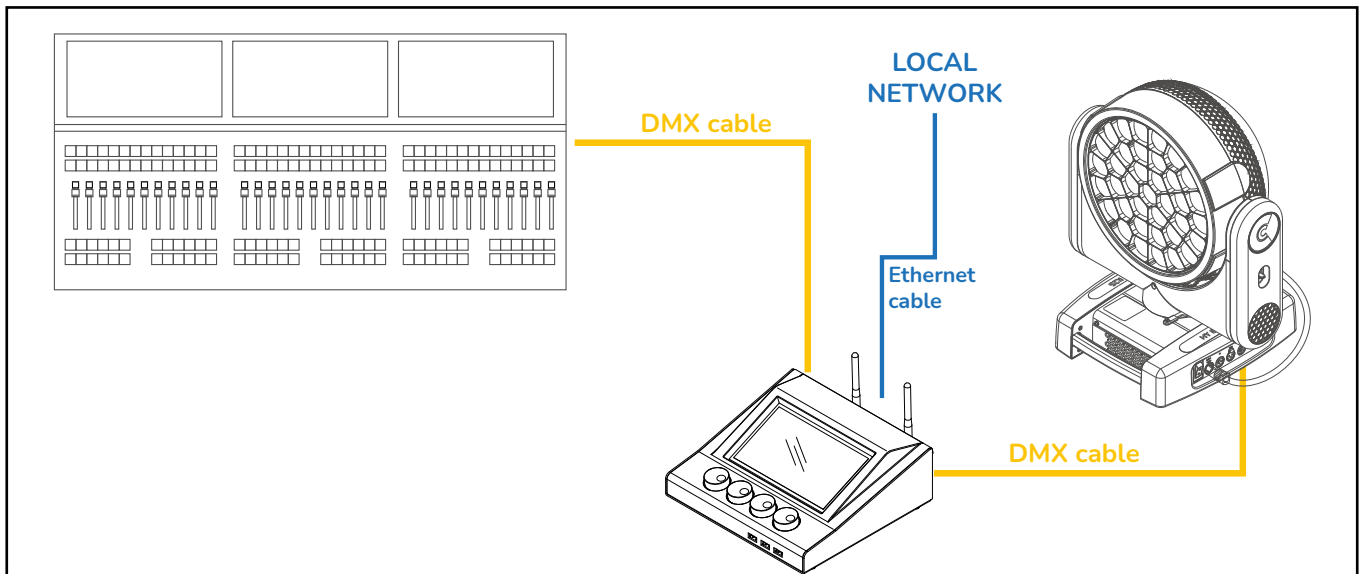 LOCAL
NETWORK
DMX cable
Ethernet
cable
DMX cable